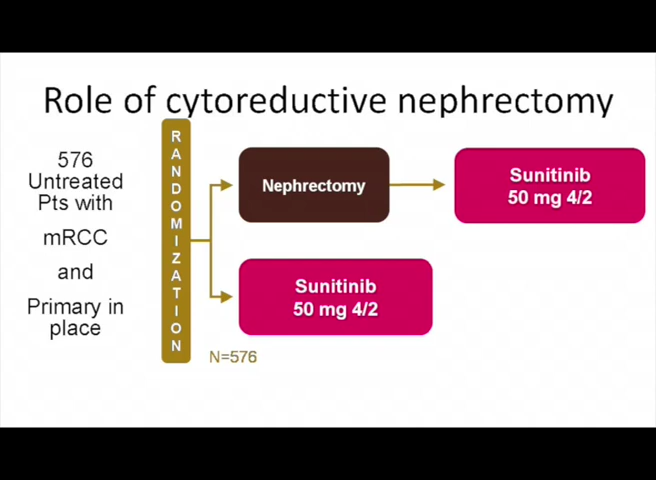 Role of cytoreductive nephrectomy
576
Untreated
Pts with
mRCC
and
Primary in
place
RANDOMIZATION
Nephrectomy
Sunitinib
50 mg 4/2
Sunitinib
50 mg 4/2
N=576